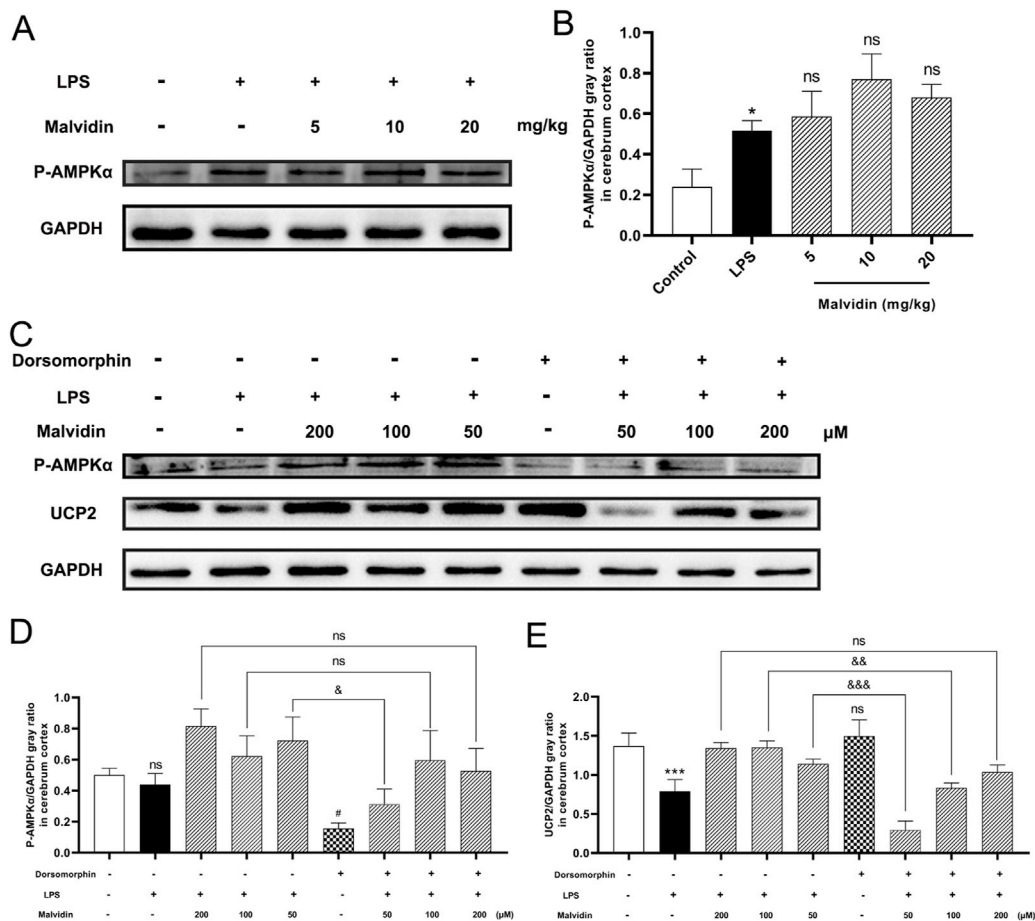 A
LPS - + + + +
Malvidin - - 5 10 20 mg/kg
P-AMPKα
GAPDH
B
P-AMPKα/GAPDH gray ratio
in cerebrum cortex
1.0
0.8
0.6
0.4
0.2
0.0
* ns ns ns
Control LPS 5 10 20
Malvidin (mg/kg)
C
Dorsomorphin - - - - - + + + +
LPS - + + + + - + + +
Malvidin - - 200 100 50 - 50 100 200 μM
P-AMPKα
UCP2
GAPDH
D
P-AMPKα/GAPDH gray ratio
in cerebrum cortex
1.0
0.8
0.6
0.4
0.2
0.0
ns
ns
&
ns
#
Dorsomorphin - - - - - + + + +
LPS - + + + + - + + +
Malvidin - - 200 100 50 - 50 100 200 (μM)
E
UCP2/GAPDH gray ratio
in cerebrum cortex
2.0
1.5
1.0
0.5
0.0
ns
&&
&&&
ns
***
Dorsomorphin - - - - - + + + +
LPS - + + + + - + + +
Malvidin - - 200 100 50 - 50 100 200 (μM)